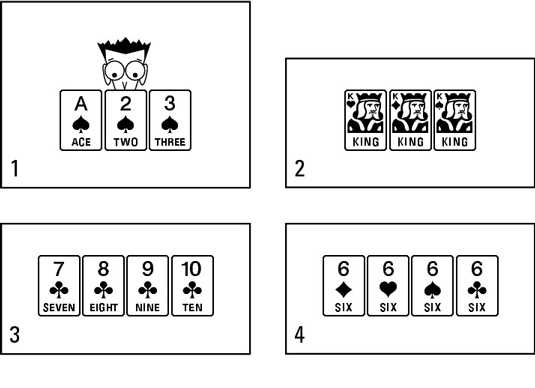 A 2 3
ACE TWO THREE
1
K K K
KING KING KING
2
7 8 9 10
SEVEN EIGHT NINE TEN
3
6 6 6 6
SIX SIX SIX SIX
4